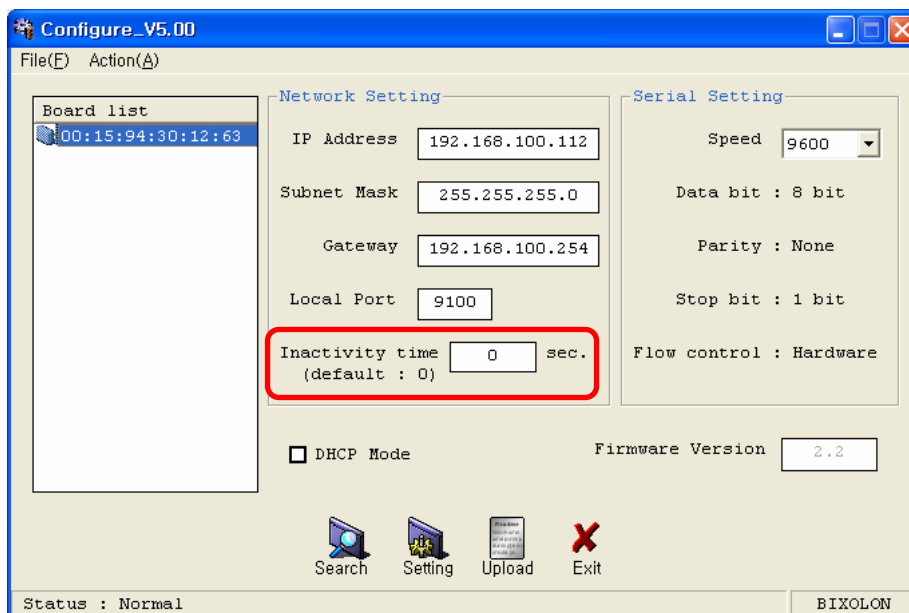 Configure_V5.00
File(F) Action(A)
Board list
00:15:94:30:12:63
Network Setting
IP Address 192.168.100.112
Subnet Mask 255.255.255.0
Gateway 192.168.100.254
Local Port 9100
Inactivity time 0 sec.
(default : 0)
Serial Setting
Speed 9600
Data bit : 8 bit
Parity : None
Stop bit : 1 bit
Flow control : Hardware
DHCP Mode
Firmware Version 2.2
Search Setting Upload Exit
Status : Normal BIXOLON